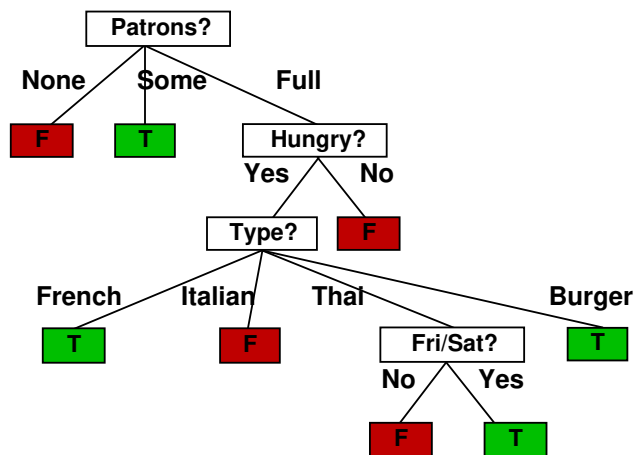 Patrons?
None Some Full
F T Hungry?
Yes No
Type? F
French Italian Thai Burger
T F Fri/Sat? T
No Yes
F T